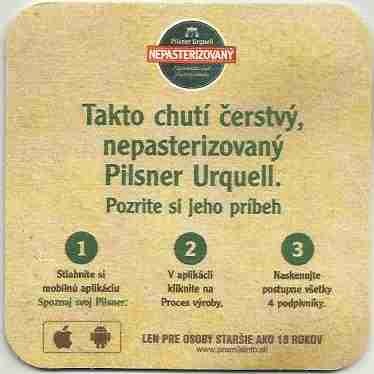 Pilsner Urquell
NEPASTERIZOVANÝ
Takto chutí čerstvý,
nepasterizovaný
Pilsner Urquell.
Pozrite si jeho príbeh
1
2
3
Stiahnite si
mobilnú aplikáciu
Spoznaj svoj Pilsner.
V aplikácii
kliknite na
Proces výroby.
Naskenujte
postupne všetky
4 podpivníky.
LEN PRE OSOBY STARŠIE AKO 18 ROKOV